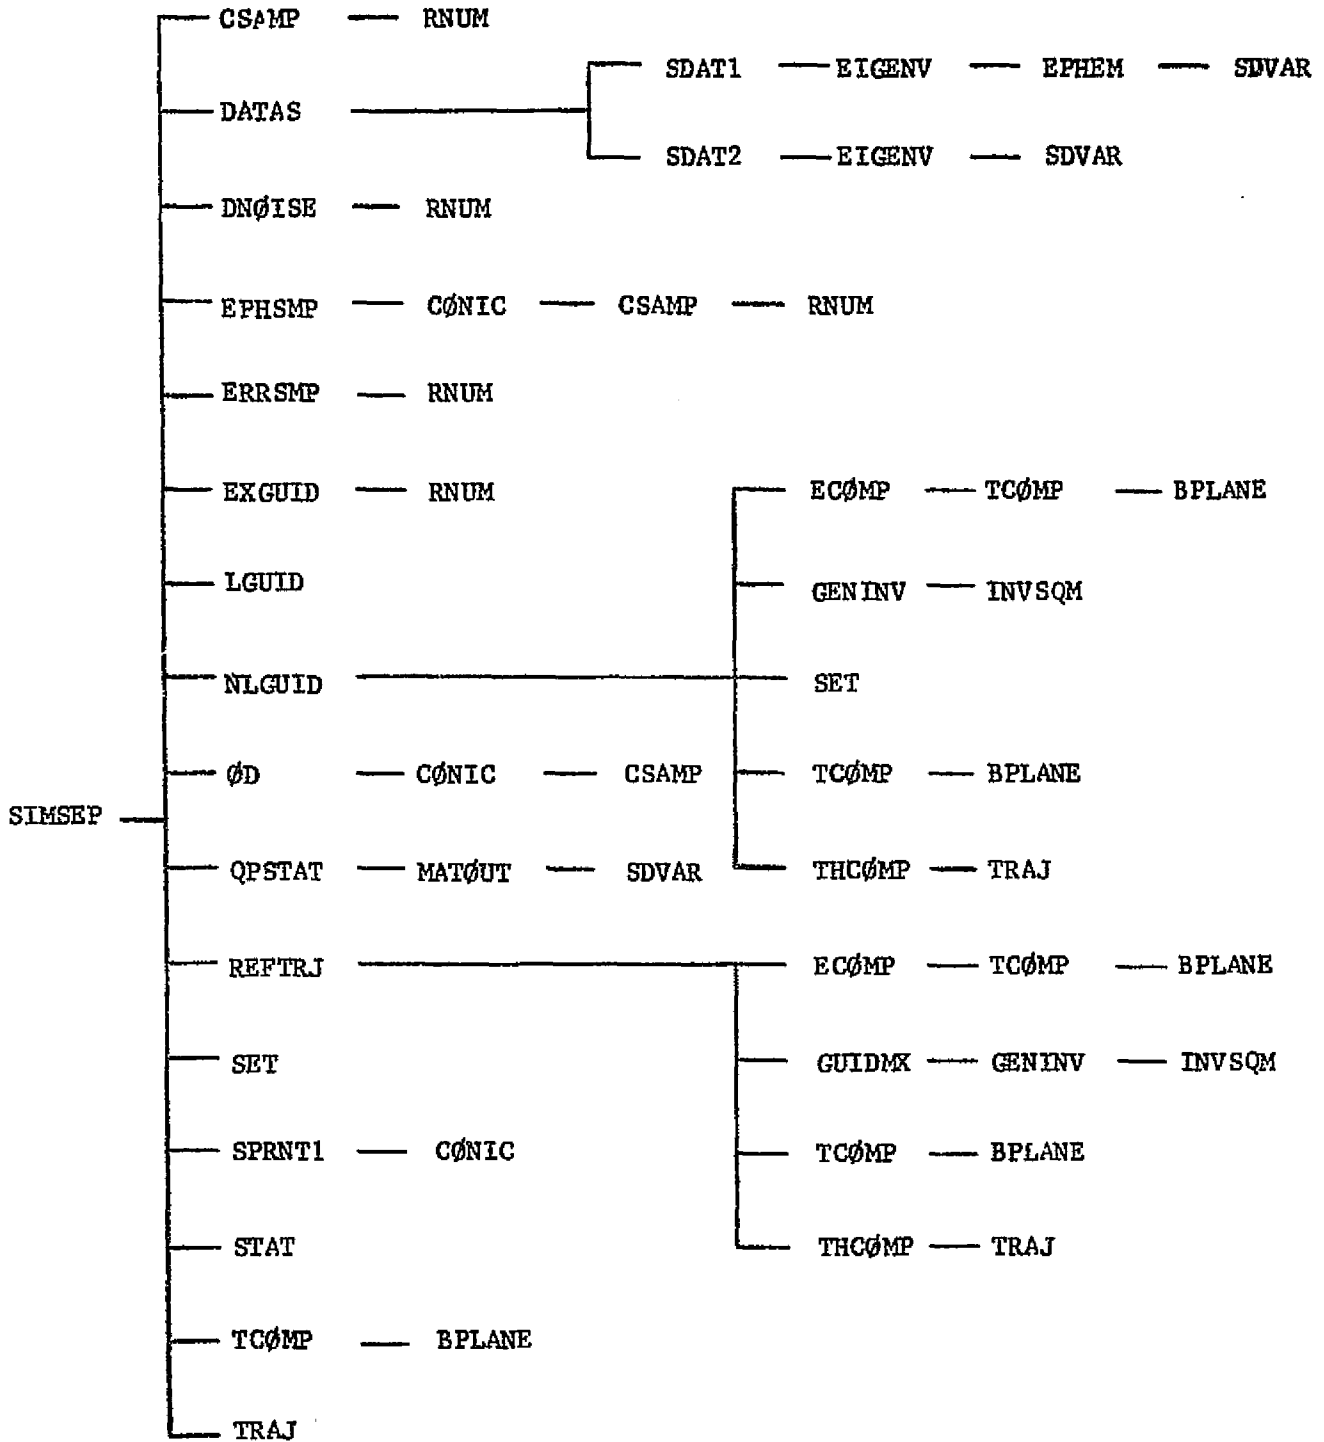 CSAMP RNUM
SDAT1 EIGENV EPHEM SDVAR
DATAS
SDAT2 EIGENV SDVAR
DNØISE RNUM
EPHSMP CØNIC CSAMP RNUM
ERRSMP RNUM
EXGUID RNUM ECØMP TCØMP BPLANE
LGUID GENINV INVSQM
NLGUID SET
ØD CØNIC CSAMP TCØMP BPLANE
SIMSEP
QPSTAT MATØUT SDVAR THCØMP TRAJ
REFTRJ ECØMP TCØMP BPLANE
SET GUIDMX GENINV INVSQM
SPRNT1 CØNIC TCØMP BPLANE
STAT THCØMP TRAJ
TCØMP BPLANE
TRAJ